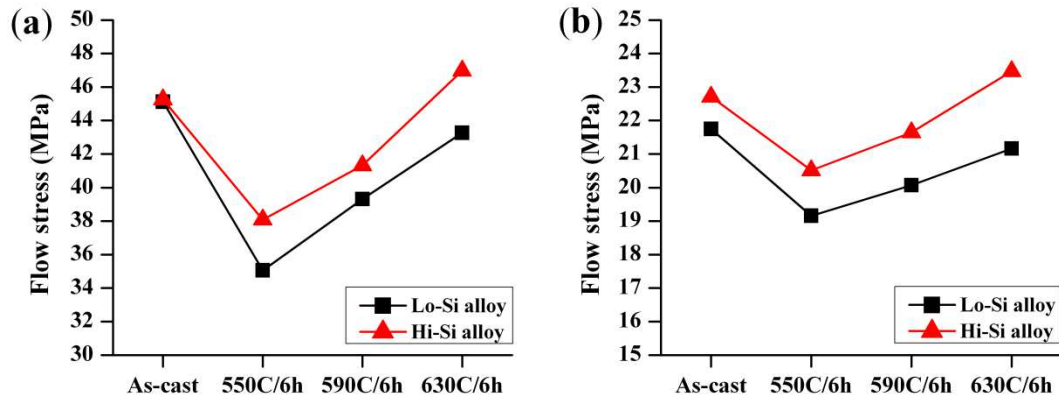 (a)
Flow stress (MPa)
50
48
46
44
42
40
38
36
34
32
30
As-cast 550C/6h 590C/6h 630C/6h
Lo-Si alloy
Hi-Si alloy
(b)
Flow stress (MPa)
25
24
23
22
21
20
19
18
17
16
15
As-cast 550C/6h 590C/6h 630C/6h
Lo-Si alloy
Hi-Si alloy